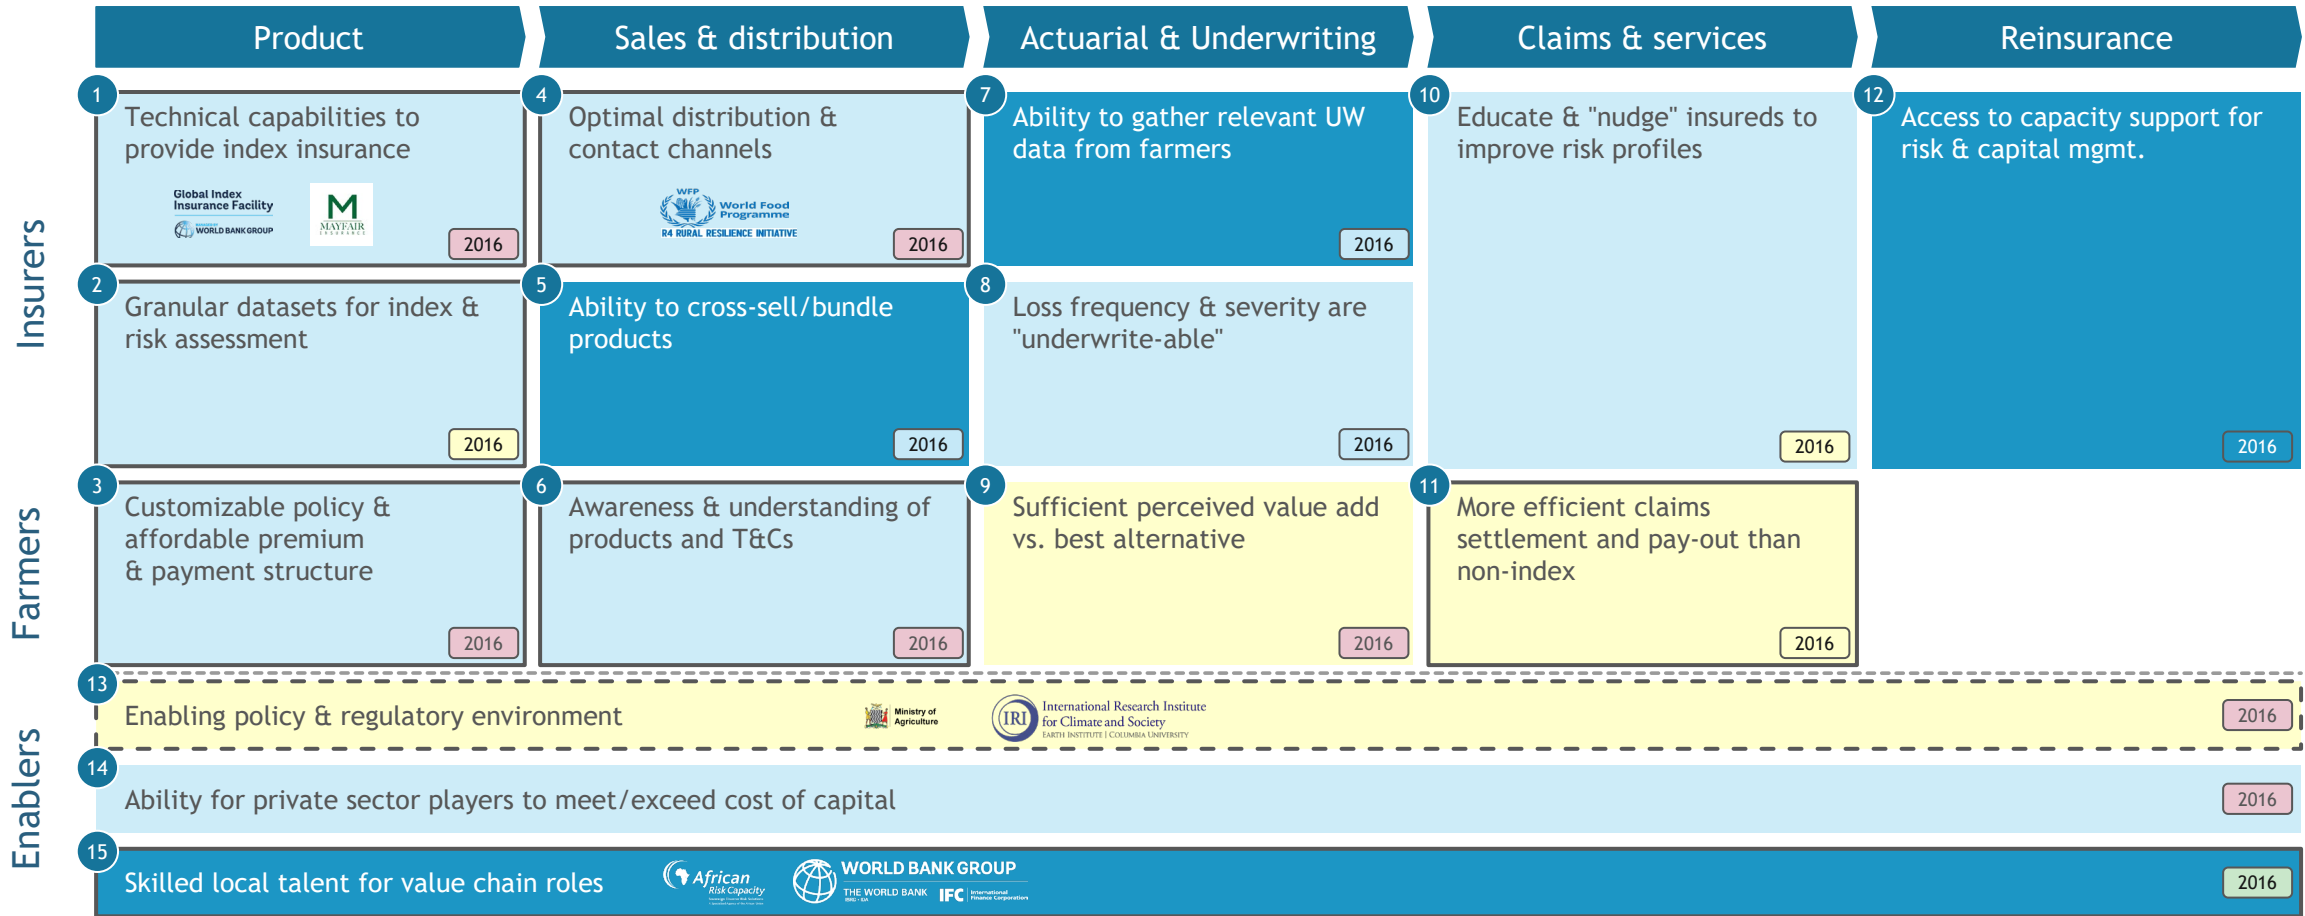 Product
Sales & distribution
Actuarial & Underwriting
Claims & services
Reinsurance
Insurers
1
Technical capabilities to
provide index insurance
Global Index
Insurance Facility
WORLD BANK GROUP
M
MAYFAIR
INSURANCE
2016
4
Optimal distribution &
contact channels
WFP
World Food
Programme
R4 RURAL RESILIENCE INITIATIVE
2016
7
Ability to gather relevant UW
data from farmers
2016
10
Educate & "nudge" insureds to
improve risk profiles
2016
12
Access to capacity support for
risk & capital mgmt.
2016
2
Granular datasets for index &
risk assessment
2016
5
Ability to cross-sell/bundle
products
2016
8
Loss frequency & severity are
"underwrite-able"
2016
Farmers
3
Customizable policy &
affordable premium
& payment structure
2016
6
Awareness & understanding of
products and T&Cs
2016
9
Sufficient perceived value add
vs. best alternative
2016
11
More efficient claims
settlement and pay-out than
non-index
2016
Enablers
13
Enabling policy & regulatory environment
Ministry of
Agriculture
IRI
International Research Institute
for Climate and Society
EARTH INSTITUTE | COLUMBIA UNIVERSITY
2016
14
Ability for private sector players to meet/exceed cost of capital
2016
15
Skilled local talent for value chain roles
African
Risk Capacity
WORLD BANK GROUP
THE WORLD BANK
IBRD • IDA
IFC
International
Finance Corporation
2016